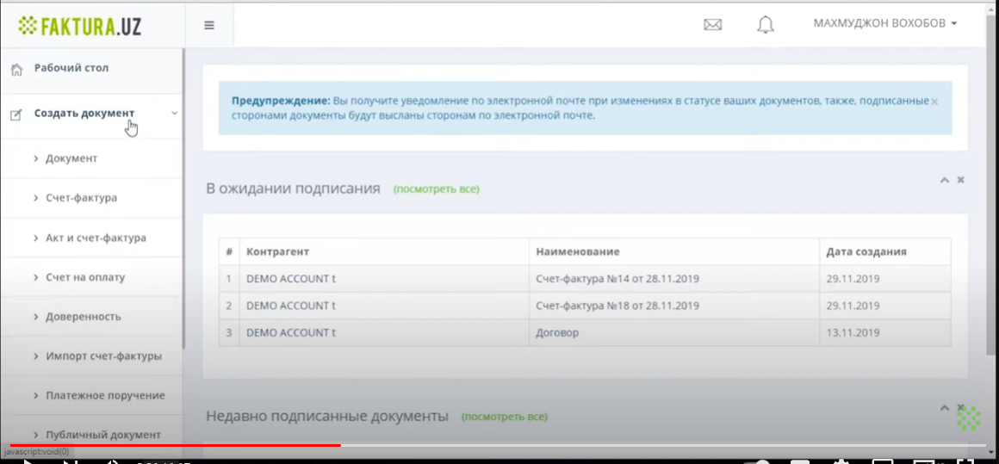 FAKTURA.UZ
МАХМУДЖОН ВОХОБОВ
Рабочий стол
Создать документ
Документ
Счет-фактура
Акт и счет-фактура
Счет на оплату
Доверенность
Импорт счет-фактуры
Платежное поручение
Публичный документ
javascript:void(0)
Предупреждение: Вы получите уведомление по электронной почте при изменениях в статусе ваших документов, также, подписанные
сторонами документы будут высланы сторонам по электронной почте.
В ожидании подписания (посмотреть все)
# Контрагент Наименование Дата создания
1 DEMO ACCOUNT t Счет-фактура №14 от 28.11.2019 29.11.2019
2 DEMO ACCOUNT t Счет-фактура №18 от 28.11.2019 29.11.2019
3 DEMO ACCOUNT t Договор 13.11.2019
Недавно подписанные документы (посмотреть все)